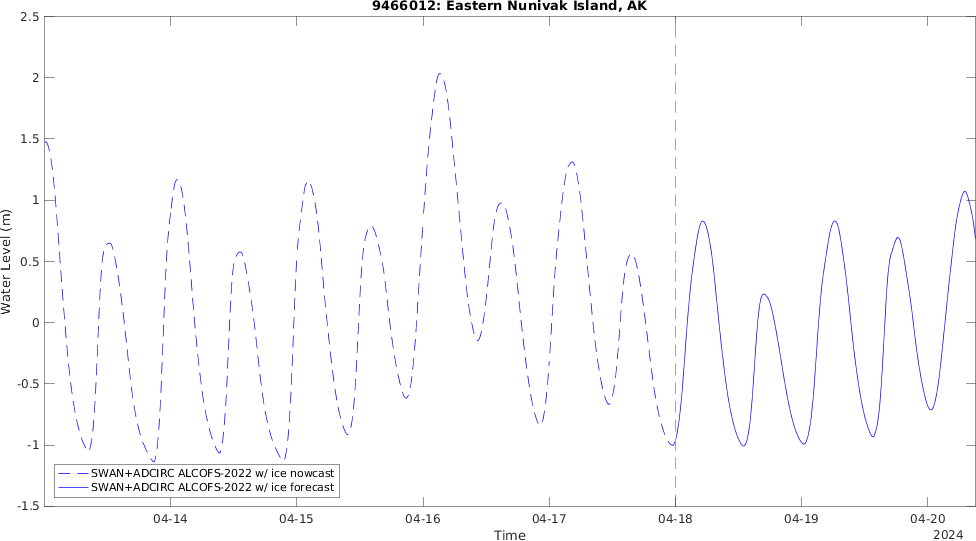 9466012: Eastern Nunivak Island, AK
2.5
2
1.5
1
0.5
0
-0.5
-1
-1.5
Water Level (m)
SWAN+ADCIRC ALCOFS-2022 w/ ice nowcast
SWAN+ADCIRC ALCOFS-2022 w/ ice forecast
04-14 04-15 04-16 04-17 04-18 04-19 04-20
Time
2024